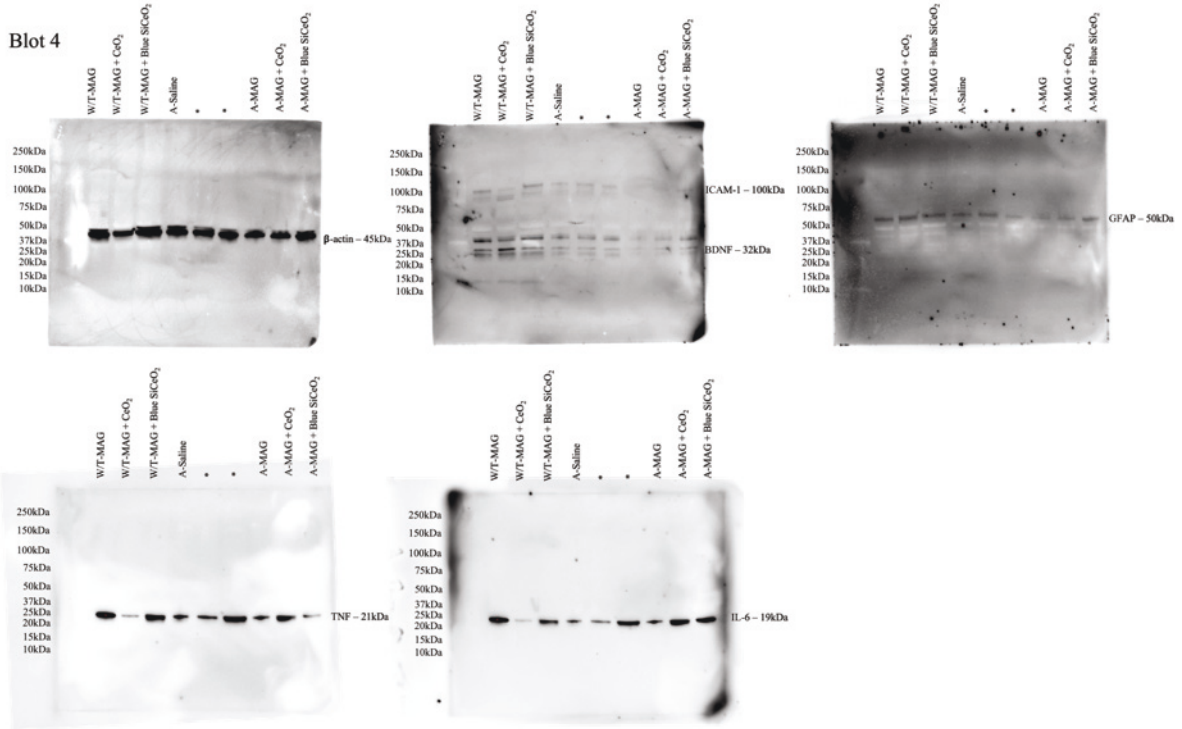 Blot 4
W/T-MAG
W/T-MAG + CeO₂
W/T-MAG + Blue SiCeO₂
A-Saline
*
*
A-MAG
A-MAG + CeO₂
A-MAG + Blue SiCeO₂
250kDa
150kDa
100kDa
75kDa
50kDa
37kDa
25kDa
20kDa
15kDa
10kDa
β-actin – 45kDa
W/T-MAG
W/T-MAG + CeO₂
W/T-MAG + Blue SiCeO₂
A-Saline
*
*
A-MAG
A-MAG + CeO₂
A-MAG + Blue SiCeO₂
250kDa
150kDa
100kDa
75kDa
50kDa
37kDa
25kDa
20kDa
15kDa
10kDa
ICAM-1 – 100kDa
BDNF – 32kDa
W/T-MAG
W/T-MAG + CeO₂
W/T-MAG + Blue SiCeO₂
A-Saline
*
*
A-MAG
A-MAG + CeO₂
A-MAG + Blue SiCeO₂
250kDa
150kDa
100kDa
75kDa
50kDa
37kDa
25kDa
20kDa
15kDa
10kDa
GFAP – 50kDa
W/T-MAG
W/T-MAG + CeO₂
W/T-MAG + Blue SiCeO₂
A-Saline
*
*
A-MAG
A-MAG + CeO₂
A-MAG + Blue SiCeO₂
250kDa
150kDa
100kDa
75kDa
50kDa
37kDa
25kDa
20kDa
15kDa
10kDa
TNF – 21kDa
W/T-MAG
W/T-MAG + CeO₂
W/T-MAG + Blue SiCeO₂
A-Saline
*
*
A-MAG
A-MAG + CeO₂
A-MAG + Blue SiCeO₂
250kDa
150kDa
100kDa
75kDa
50kDa
37kDa
25kDa
20kDa
15kDa
10kDa
IL-6 – 19kDa